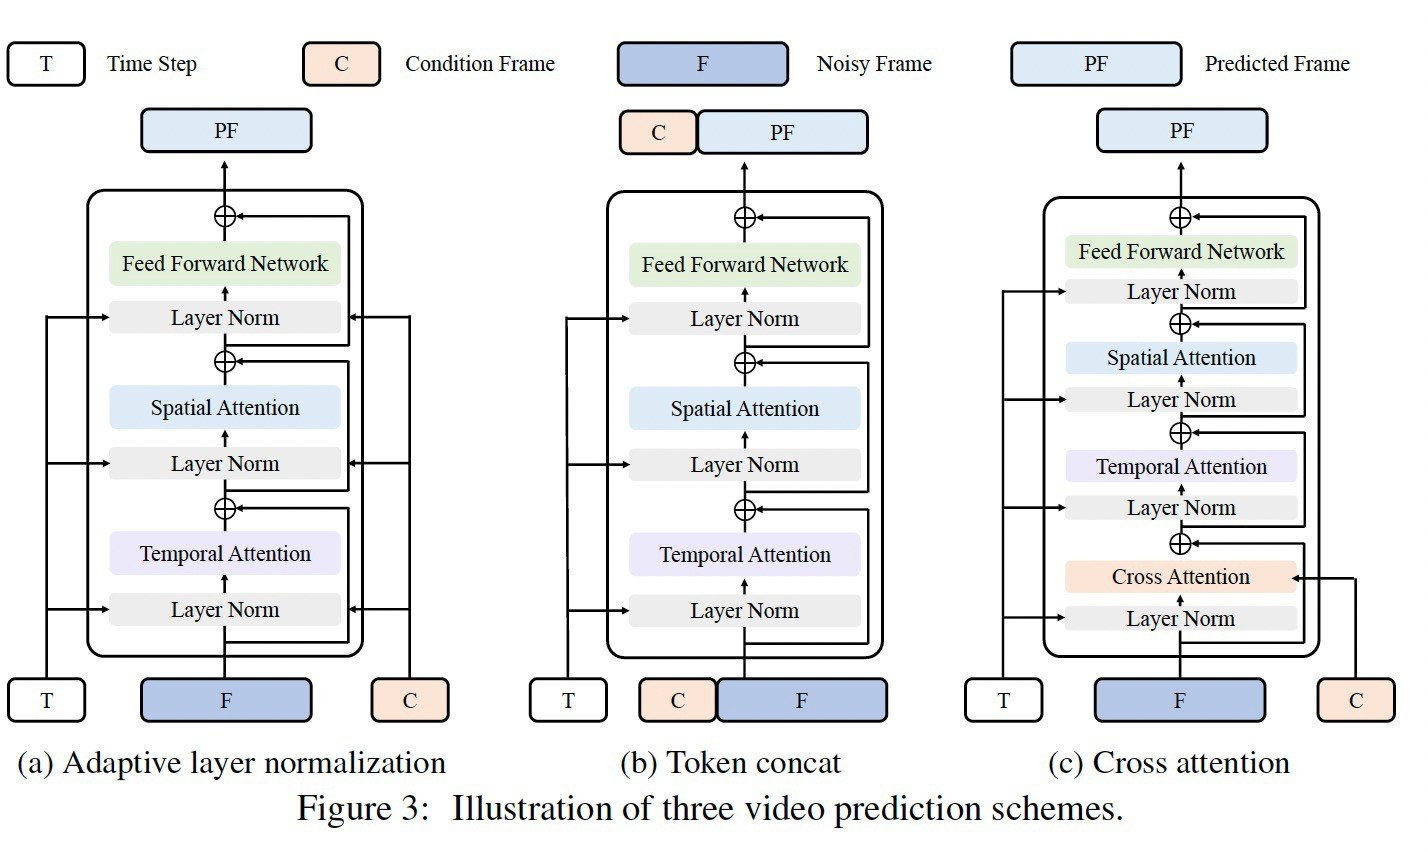 T Time Step C Condition Frame F Noisy Frame PF Predicted Frame
PF
Feed Forward Network
Layer Norm
Spatial Attention
Layer Norm
Temporal Attention
Layer Norm
T F C
(a) Adaptive layer normalization
C PF
Feed Forward Network
Layer Norm
Spatial Attention
Layer Norm
Temporal Attention
Layer Norm
T C F
(b) Token concat
PF
Feed Forward Network
Layer Norm
Spatial Attention
Layer Norm
Temporal Attention
Layer Norm
Cross Attention
Layer Norm
T F C
(c) Cross attention
Figure 3: Illustration of three video prediction schemes.